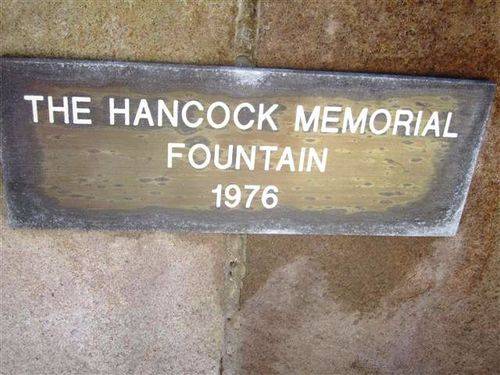 THE HANCOCK MEMORIAL
FOUNTAIN
1976